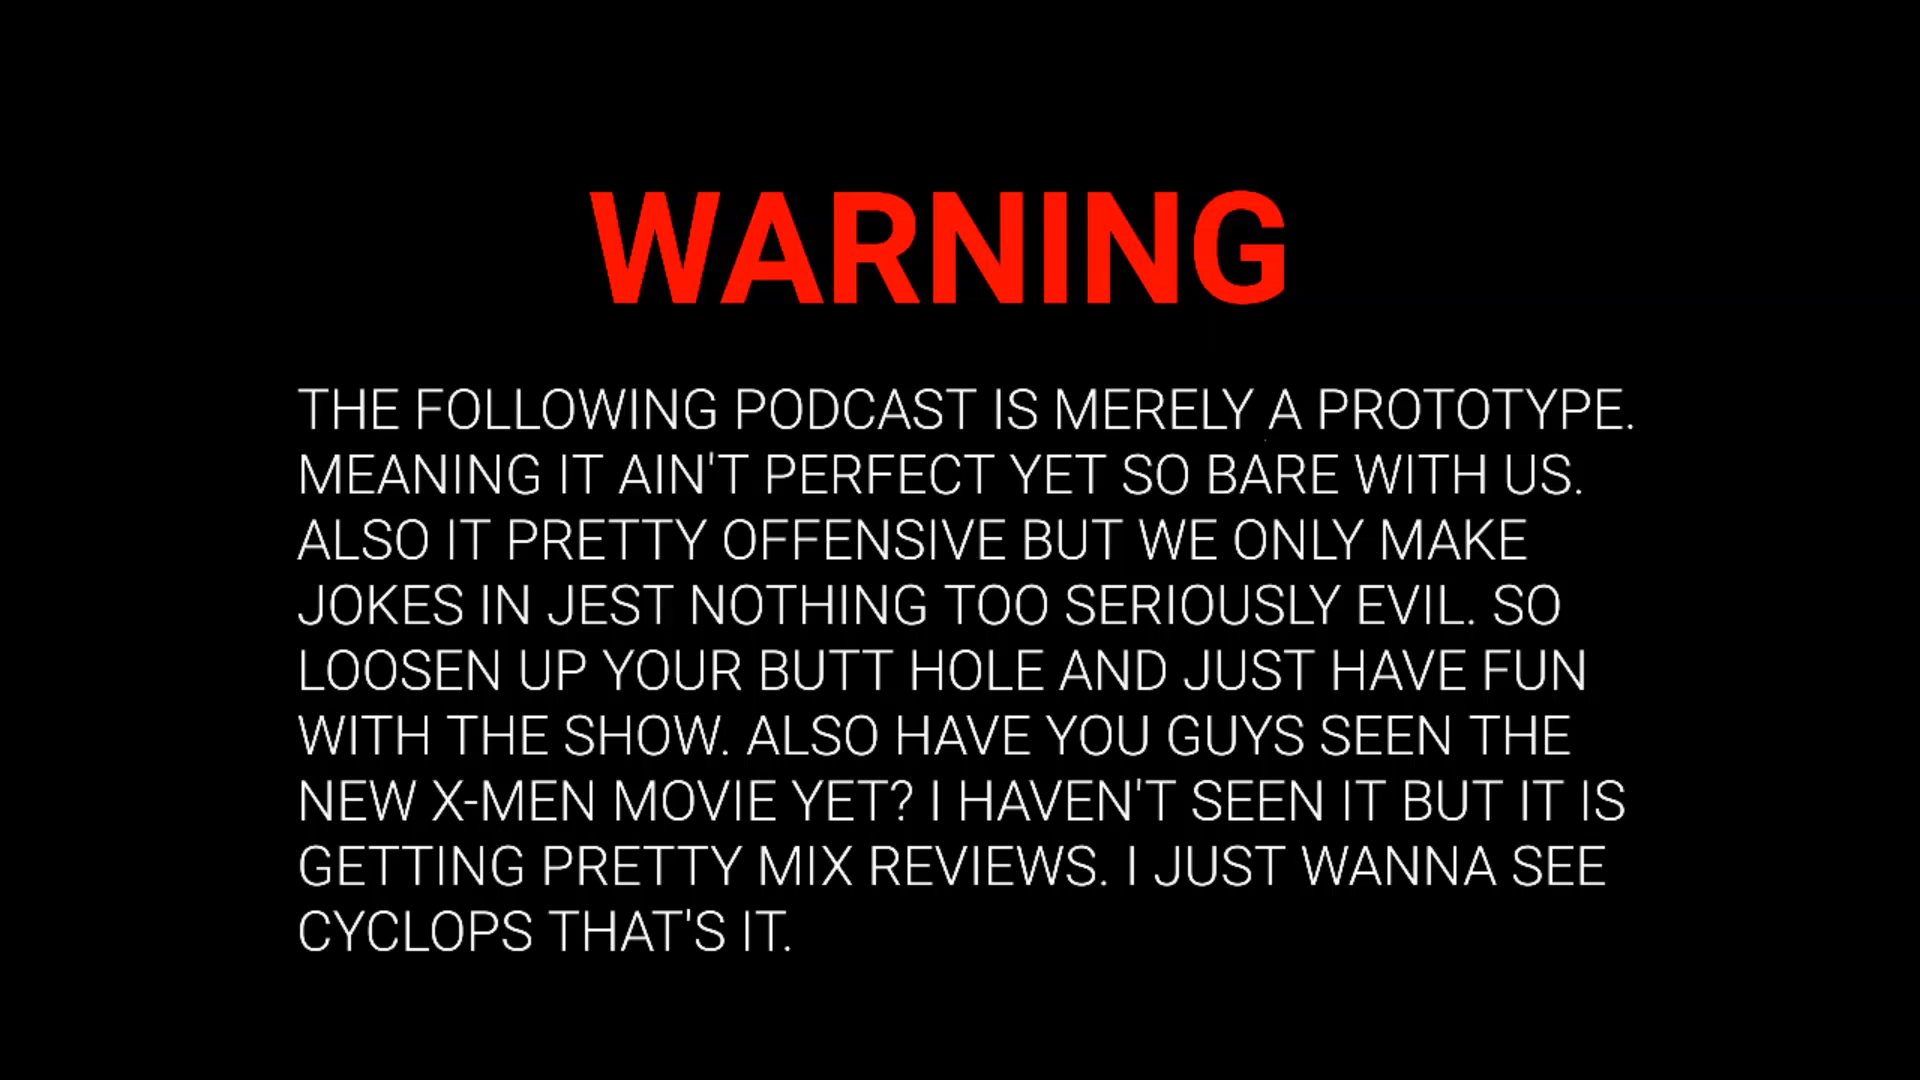 WARNING
THE FOLLOWING PODCAST IS MERELY A PROTOTYPE.
MEANING IT AIN'T PERFECT YET SO BARE WITH US.
ALSO IT PRETTY OFFENSIVE BUT WE ONLY MAKE
JOKES IN JEST NOTHING TOO SERIOUSLY EVIL. SO
LOOSEN UP YOUR BUTT HOLE AND JUST HAVE FUN
WITH THE SHOW. ALSO HAVE YOU GUYS SEEN THE
NEW X-MEN MOVIE YET? I HAVEN'T SEEN IT BUT IT IS
GETTING PRETTY MIX REVIEWS. I JUST WANNA SEE
CYCLOPS THAT'S IT.